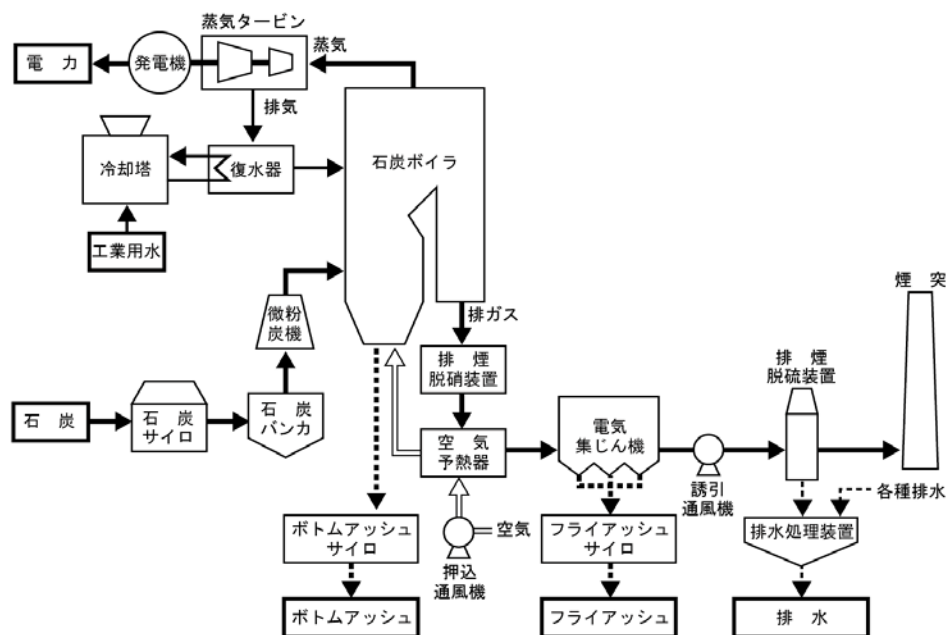 蒸気タービン
電 力
発電機
蒸気
排気
冷却塔
復水器
石炭ボイラ
工業用水
微粉
炭機
排ガス
煙 突
排 煙
脱硝装置
排 煙
脱硫装置
石 炭
石 炭
サイロ
石 炭
バンカ
空 気
予熱器
電気
集じん機
誘引
通風機
各種排水
ボトムアッシュ
サイロ
空気
押込
通風機
フライアッシュ
サイロ
排水処理装置
ボトムアッシュ
フライアッシュ
排 水